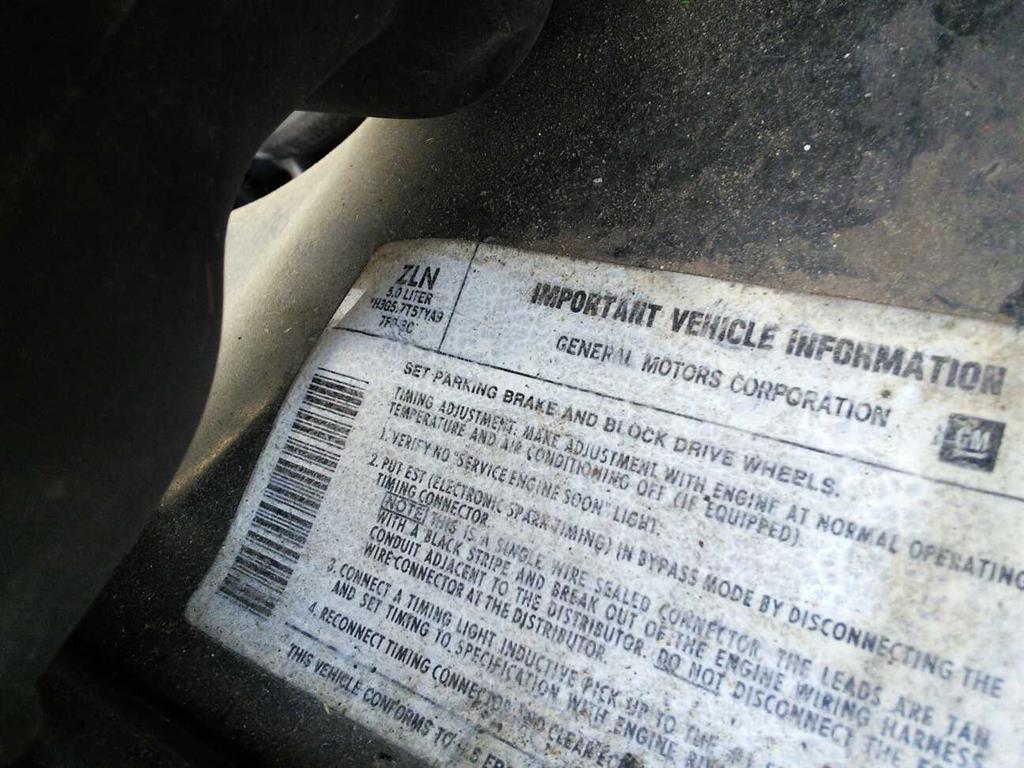 ZLN
5.0 LITER
IMPORTANT VEHICLE INFORMATION
GENERAL MOTORS CORPORATION
GM
SET PARKING BRAKE AND BLOCK DRIVE WHEELS.
TIMING ADJUSTMENT. MAKE ADJUSTMENT WITH ENGINE AT NORMAL OPERATING
TEMPERATURE AND AIR CONDITIONING OFF (IF EQUIPPED).
1. VERIFY NO "SERVICE ENGINE SOON" LIGHT.
2. PUT EST (ELECTRONIC SPARK TIMING) IN BYPASS MODE BY DISCONNECTING THE
TIMING CONNECTOR.
NOTE THIS IS A SINGLE WIRE SEALED CONNECTOR. THE LEADS ARE TAN
WITH A BLACK STRIPE AND BREAK OUT OF THE ENGINE WIRING HARNESS
CONDUIT ADJACENT TO THE DISTRIBUTOR. DO NOT DISCONNECT THE
WIRE CONNECTOR AT THE DISTRIBUTOR.
3. CONNECT A TIMING LIGHT INDUCTIVE PICK UP TO THE
AND SET TIMING TO SPECIFICATION WITH ENGINE
4. RECONNECT TIMING CONNECTOR AND CLEAR
THIS VEHICLE CONFORMS TO